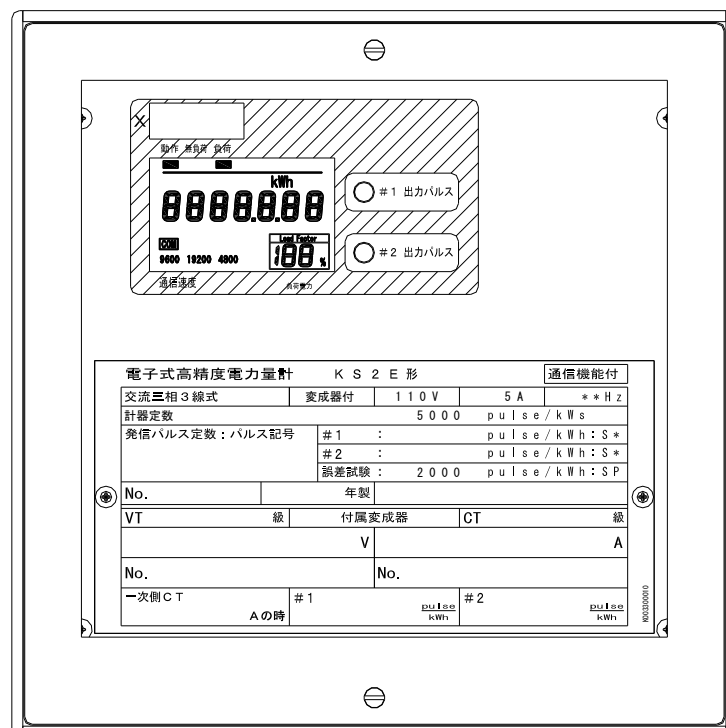 動作 無負荷 負荷
kWh
8888.8.88
#1 出力パルス
COM
Load Factor
188 %
#2 出力パルス
9600 19200 4800
通信速度 負荷電力
電子式高精度電力量計 KS2E形 通信機能付
交流三相3線式 変成器付 110V 5A **Hz
計器定数 5000 pulse/kWs
発信パルス定数:パルス記号 #1 : pulse/kWh:S*
#2 : pulse/kWh:S*
誤差試験: 2000 pulse/kWh:SP
No. 年製
VT 級 付属変成器 CT 級
V A
No. No.
一次側CT Aの時 #1 pulse/kWh #2 pulse/kWh
K003300010